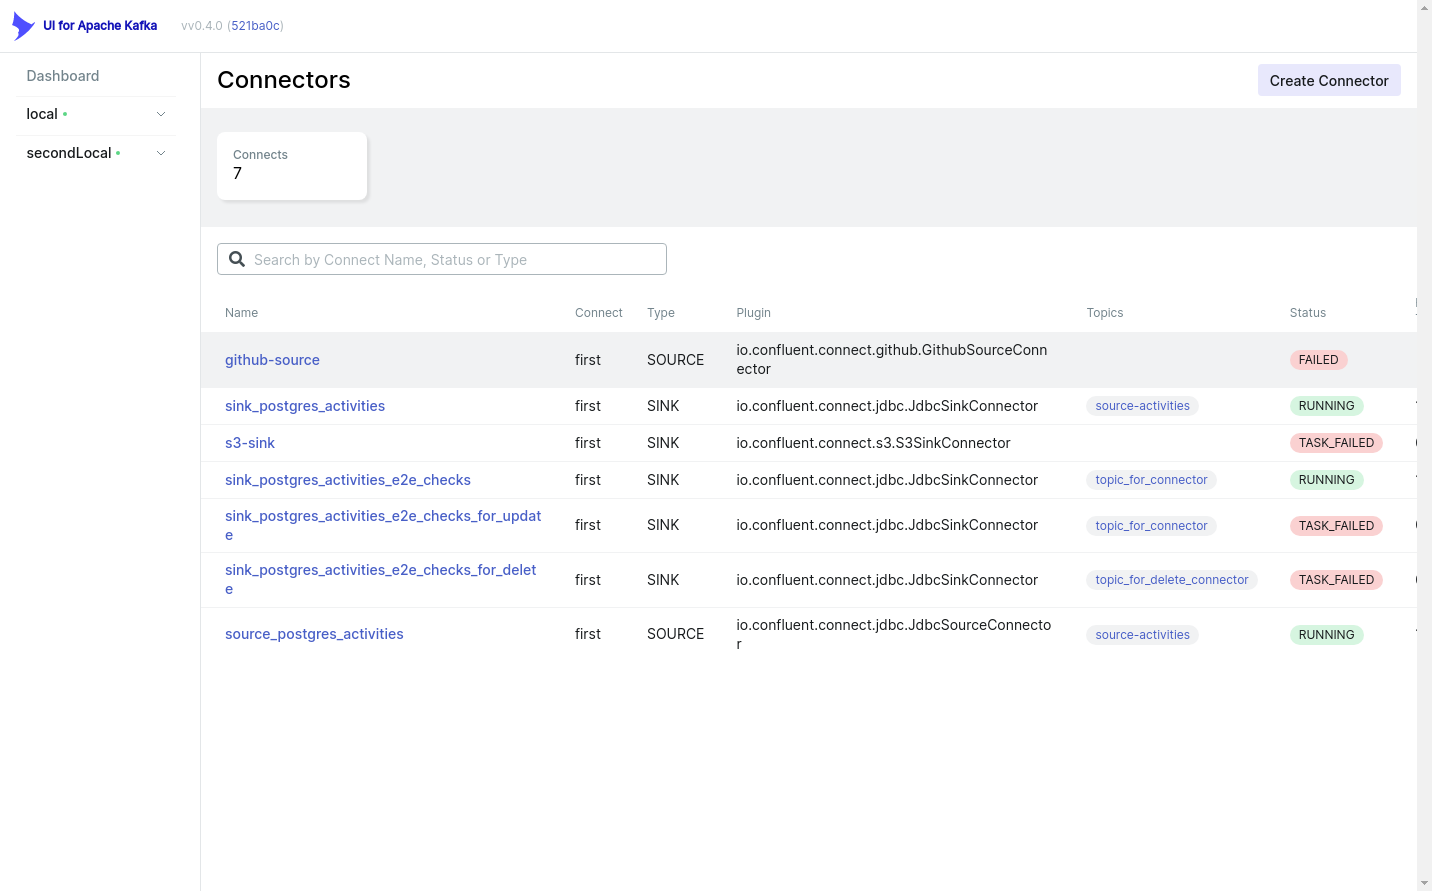 UI for Apache Kafka vv0.4.0 (521ba0c)
Dashboard
local
secondLocal
Connectors
Create Connector
Connects
7
Search by Connect Name, Status or Type
Name Connect Type Plugin Topics Status
github-source first SOURCE io.confluent.connect.github.GithubSourceConn
ector FAILED
sink_postgres_activities first SINK io.confluent.connect.jdbc.JdbcSinkConnector source-activities RUNNING
s3-sink first SINK io.confluent.connect.s3.S3SinkConnector TASK_FAILED
sink_postgres_activities_e2e_checks first SINK io.confluent.connect.jdbc.JdbcSinkConnector topic_for_connector RUNNING
sink_postgres_activities_e2e_checks_for_updat
e first SINK io.confluent.connect.jdbc.JdbcSinkConnector topic_for_connector TASK_FAILED
sink_postgres_activities_e2e_checks_for_delet
e first SINK io.confluent.connect.jdbc.JdbcSinkConnector topic_for_delete_connector TASK_FAILED
source_postgres_activities first SOURCE io.confluent.connect.jdbc.JdbcSourceConnecto
r source-activities RUNNING